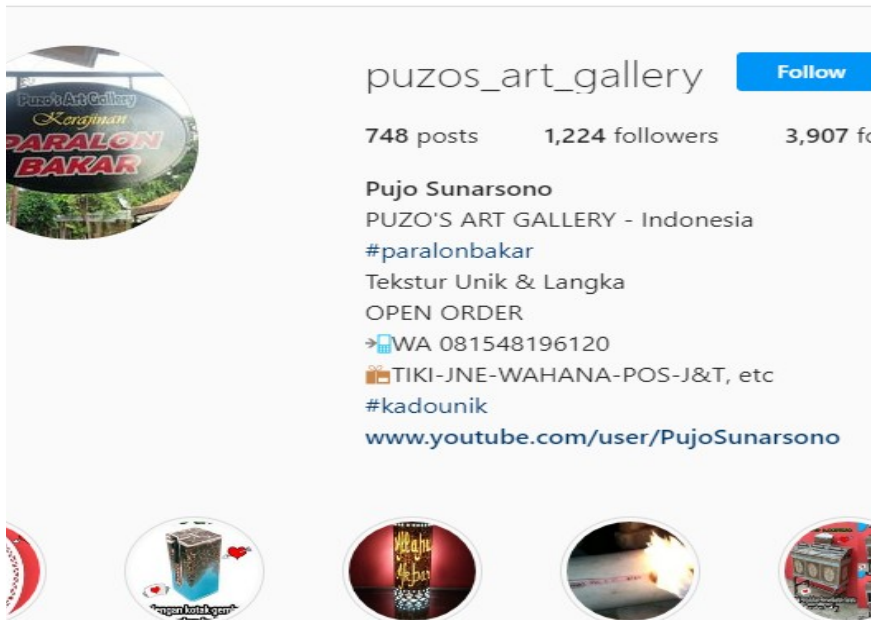 puzos_art_gallery Follow
748 posts 1,224 followers 3,907 fo
Pujo Sunarsono
PUZO'S ART GALLERY - Indonesia
#paralonbakar
Tekstur Unik & Langka
OPEN ORDER
WA 081548196120
TIKI-JNE-WAHANA-POS-J&T, etc
#kadounik
www.youtube.com/user/PujoSunarsono
Puzo's Art Gallery
Kerajinan
PARALON
BAKAR